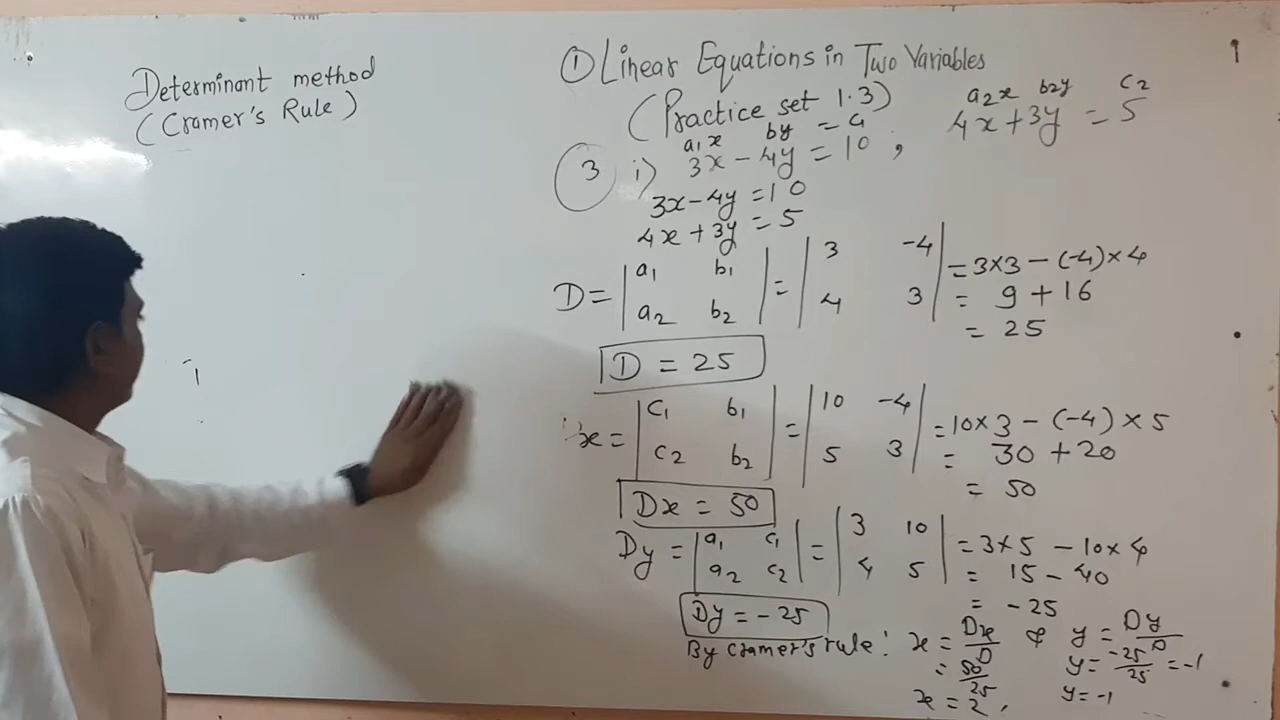 Determinant method
(Cramer's Rule)
① Linear Equations in Two Variables
(Practice set 1.3)
a₁x by = c₁
a₂x b₂y c₂
3 i) 3x – 4y = 10 , 4x + 3y = 5
3x – 4y = 10
4x + 3y = 5
D = | a₁ b₁ | = | 3 -4 | = 3×3 – (-4)×4
| a₂ b₂ | | 4 3 | = 9 + 16
= 25
D = 25
x = | c₁ b₁ | = | 10 -4 | = 10×3 – (-4)×5
| c₂ b₂ | | 5 3 | = 30 + 20
= 50
Dx = 50
Dy = | a₁ c₁ | = | 3 10 | = 3×5 – 10×4
| a₂ c₂ | | 4 5 | = 15 – 40
= -25
Dy = -25
By Cramer's rule: x = Dx/D & y = Dy/D
= 50/25 y = -25/25 = -1
x = 2, y = -1